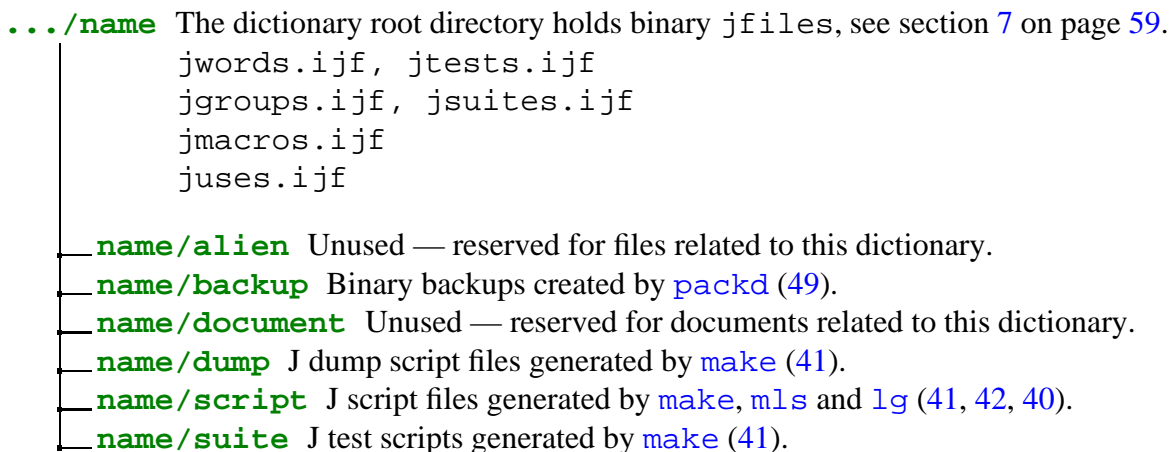 .../name The dictionary root directory holds binary jfiles, see section 7 on page 59.
jwords.ijf, jtests.ijf
jgroups.ijf, jsuites.ijf
jmacros.ijf
juses.ijf
name/alien Unused — reserved for files related to this dictionary.
name/backup Binary backups created by packd (49).
name/document Unused — reserved for documents related to this dictionary.
name/dump J dump script files generated by make (41).
name/script J script files generated by make, mls and lg (41, 42, 40).
name/suite J test scripts generated by make (41).